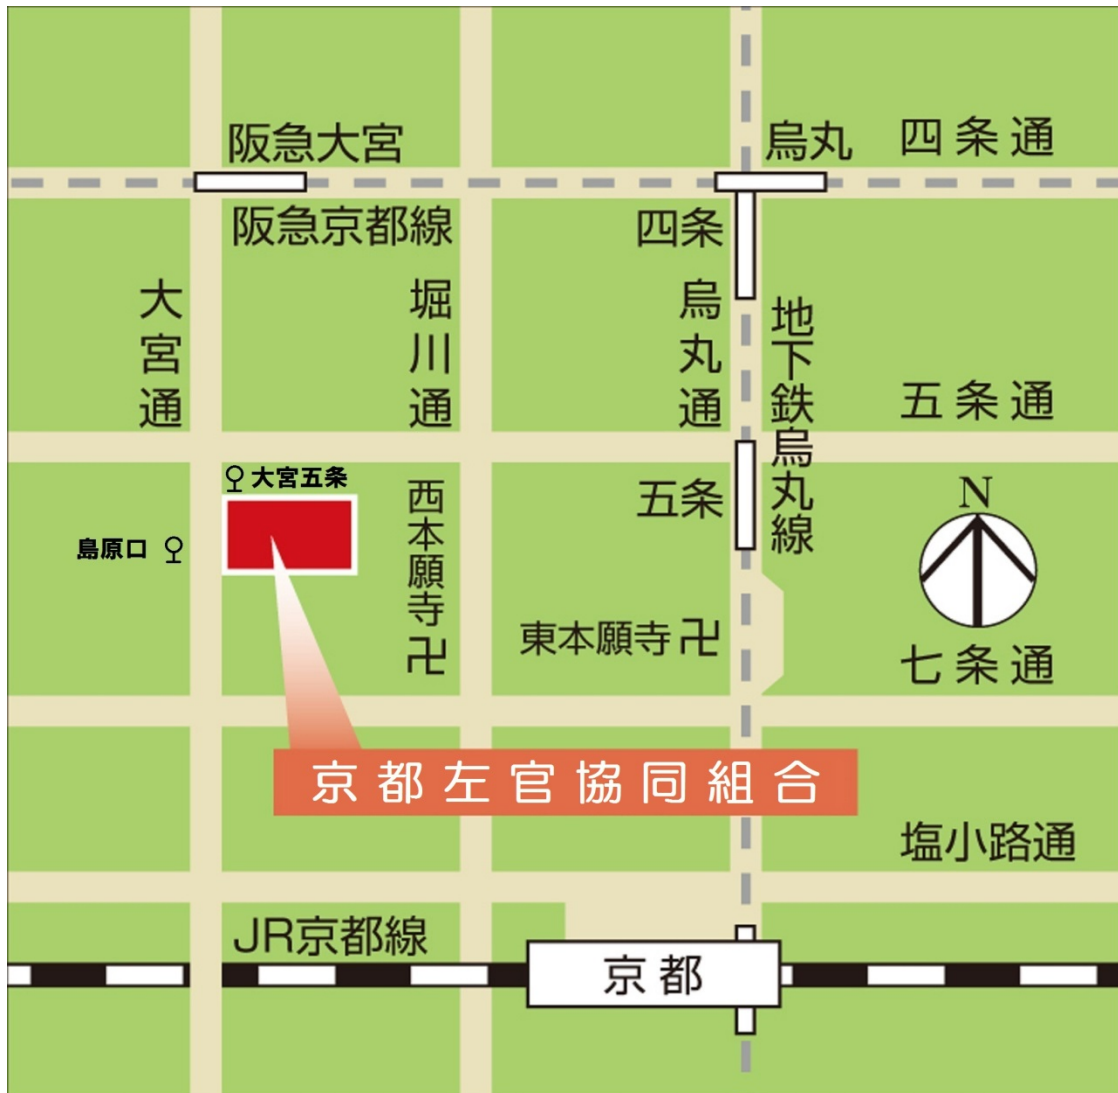 阪急大宮
烏丸
四条通
阪急京都線
四条
大宮通
堀川通
烏丸通
地下鉄烏丸線
五条通
大宮五条
島原口
西本願寺卍
五条
N
東本願寺卍
七条通
京都左官協同組合
塩小路通
JR京都線
京都